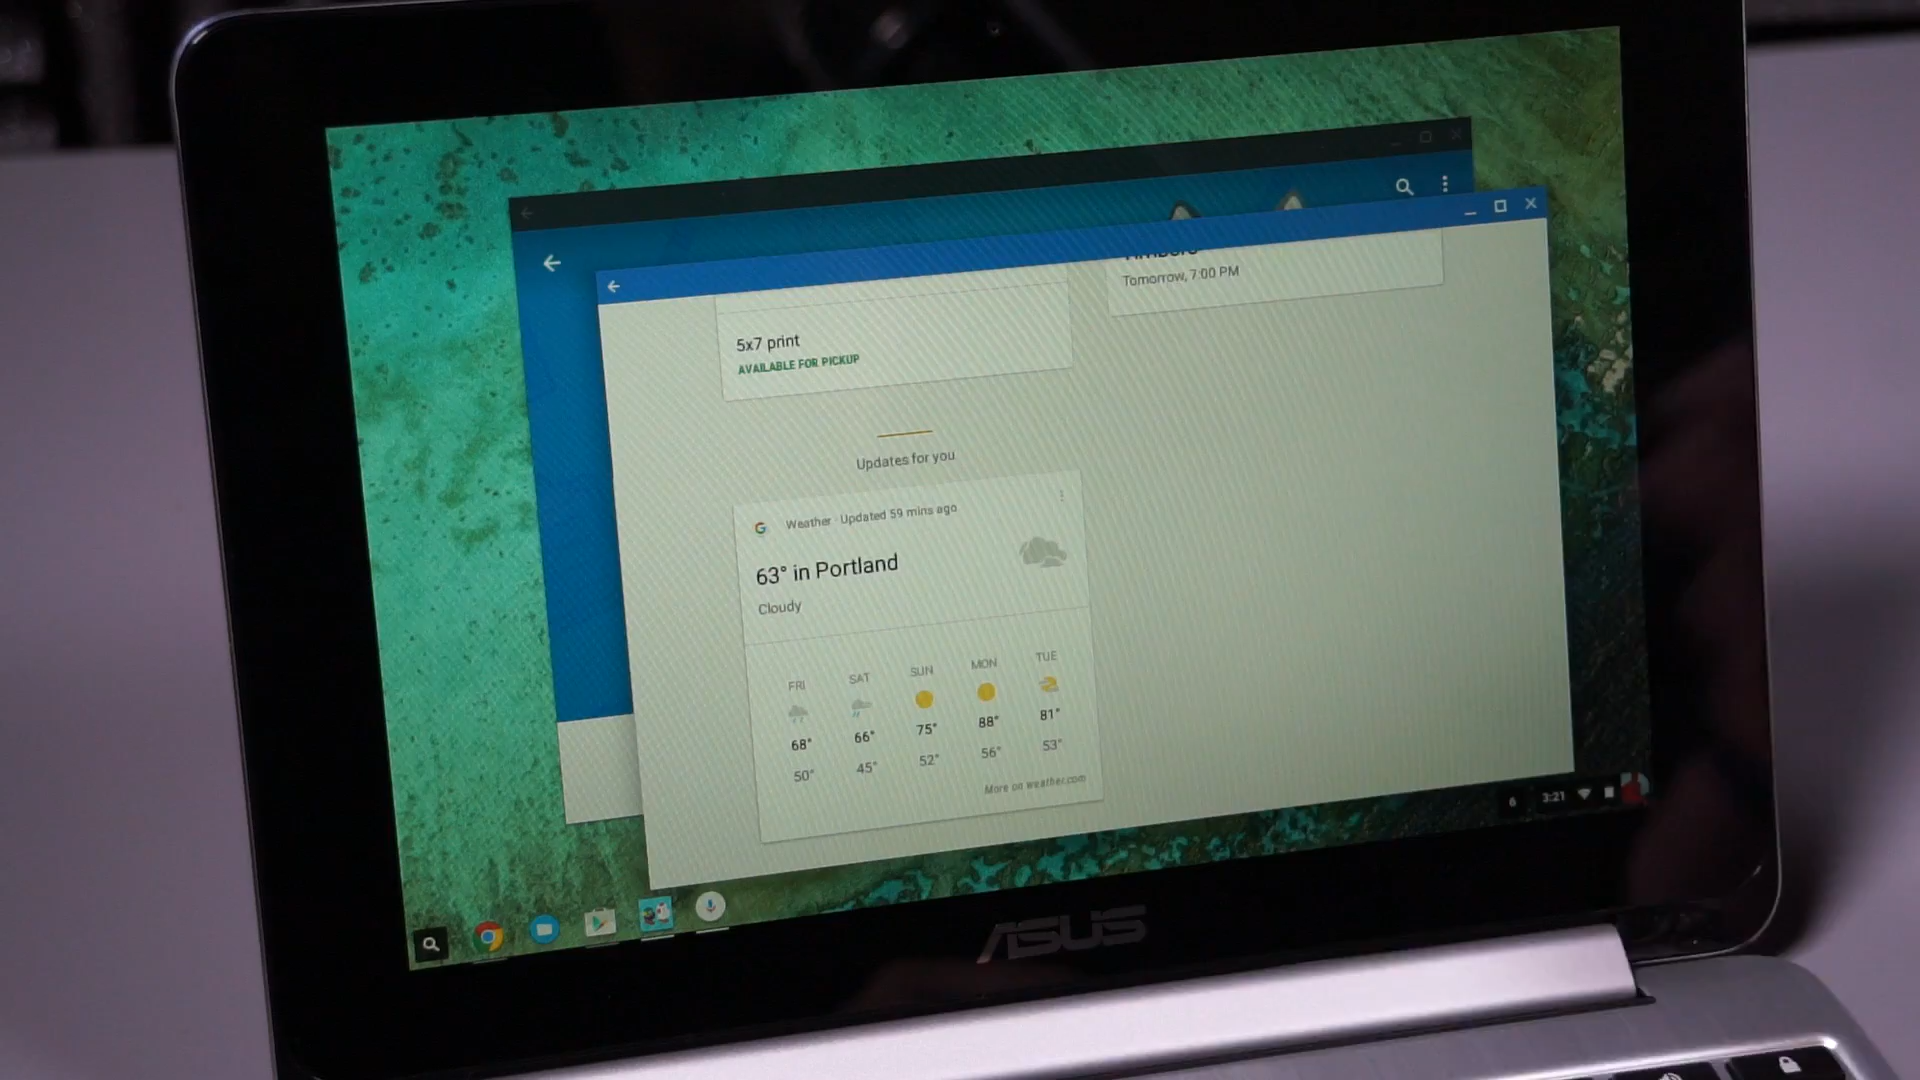 Tomorrow, 7:00 PM
5x7 print
AVAILABLE FOR PICKUP
Updates for you
G Weather · Updated 59 mins ago
63° in Portland
Cloudy
FRI SAT SUN MON TUE
68° 66° 75° 88° 81°
50° 45° 52° 56° 53°
More on weather.com
6 3:21
ASUS